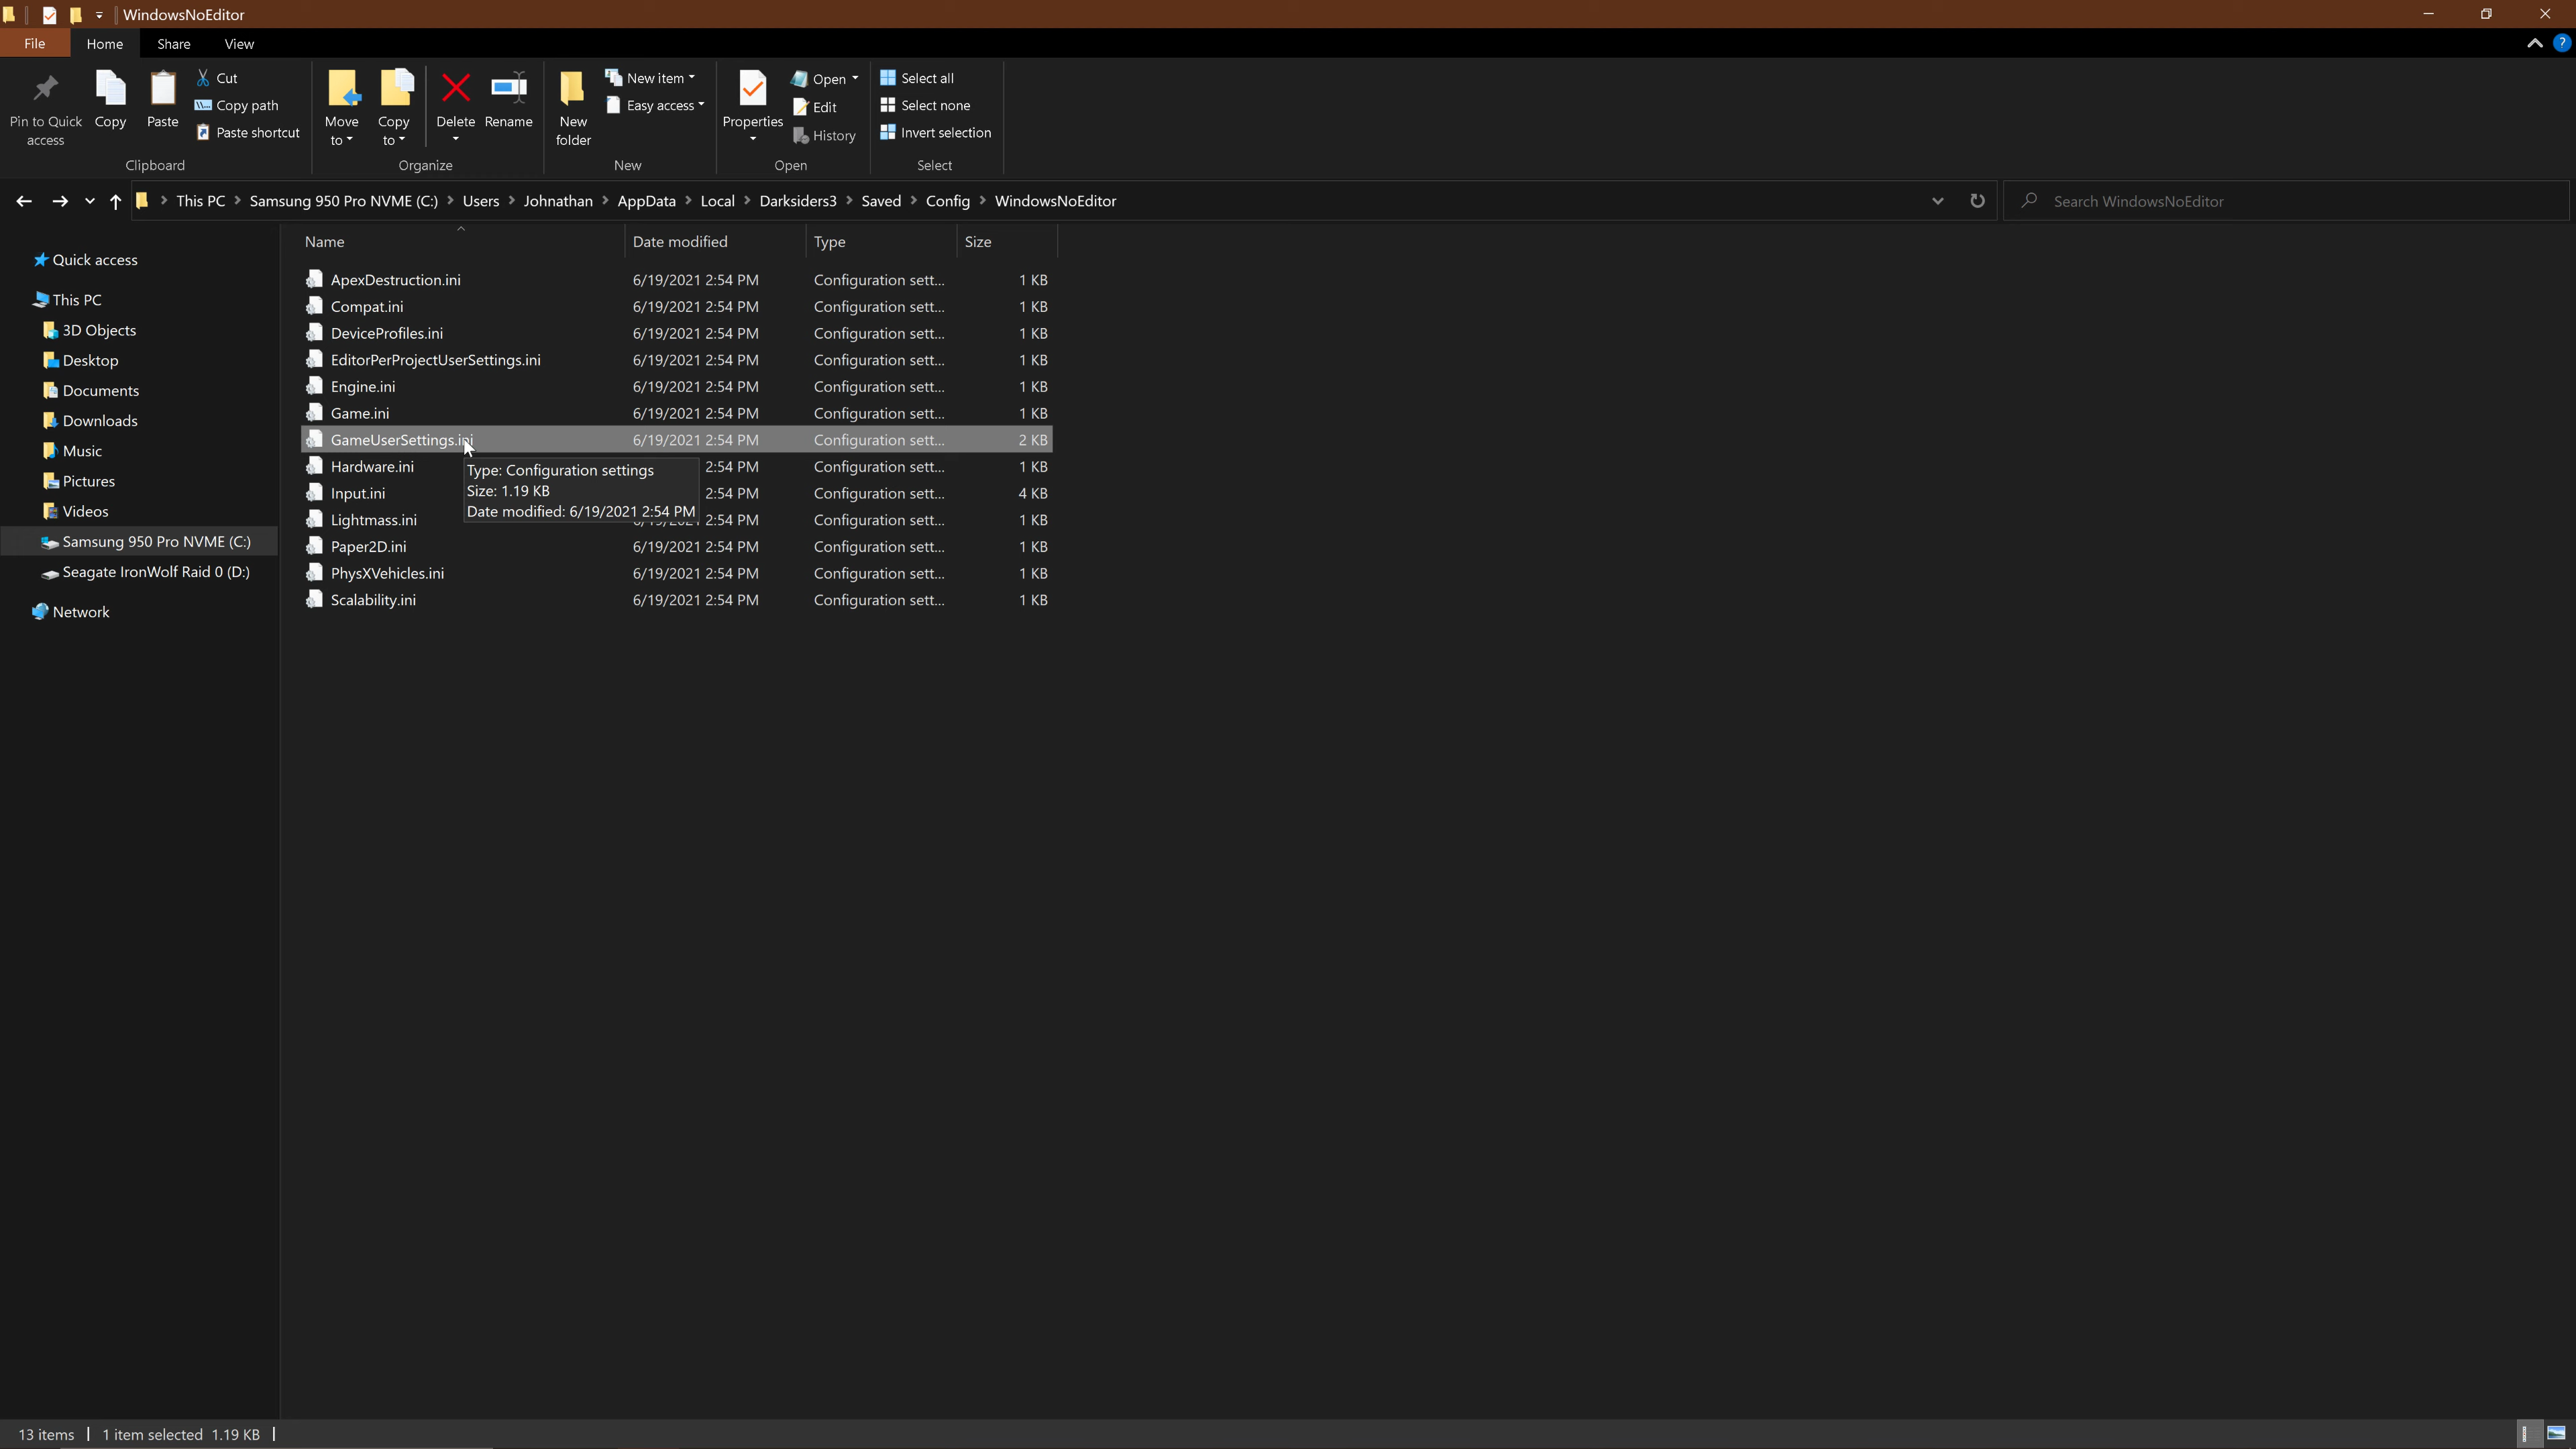 WindowsNoEditor
File Home Share View
Pin to Quick access
Copy
Paste
Cut
Copy path
Paste shortcut
Clipboard
Move to
Copy to
Delete
Rename
Organize
New folder
New item
Easy access
New
Properties
Open
Edit
History
Open
Select all
Select none
Invert selection
Select
This PC Samsung 950 Pro NVME (C:) Users Johnathan AppData Local Darksiders3 Saved Config WindowsNoEditor
Search WindowsNoEditor
Quick access
This PC
3D Objects
Desktop
Documents
Downloads
Music
Pictures
Videos
Samsung 950 Pro NVME (C:)
Seagate IronWolf Raid 0 (D:)
Network
Name Date modified Type Size
ApexDestruction.ini 6/19/2021 2:54 PM Configuration sett... 1 KB
Compat.ini 6/19/2021 2:54 PM Configuration sett... 1 KB
DeviceProfiles.ini 6/19/2021 2:54 PM Configuration sett... 1 KB
EditorPerProjectUserSettings.ini 6/19/2021 2:54 PM Configuration sett... 1 KB
Engine.ini 6/19/2021 2:54 PM Configuration sett... 1 KB
Game.ini 6/19/2021 2:54 PM Configuration sett... 1 KB
GameUserSettings.ini 6/19/2021 2:54 PM Configuration sett... 2 KB
Hardware.ini 2:54 PM Configuration sett... 1 KB
Input.ini 2:54 PM Configuration sett... 4 KB
Lightmass.ini 6/19/2021 2:54 PM Configuration sett... 1 KB
Paper2D.ini 6/19/2021 2:54 PM Configuration sett... 1 KB
PhysXVehicles.ini 6/19/2021 2:54 PM Configuration sett... 1 KB
Scalability.ini 6/19/2021 2:54 PM Configuration sett... 1 KB
Type: Configuration settings
Size: 1.19 KB
Date modified: 6/19/2021 2:54 PM
13 items 1 item selected 1.19 KB